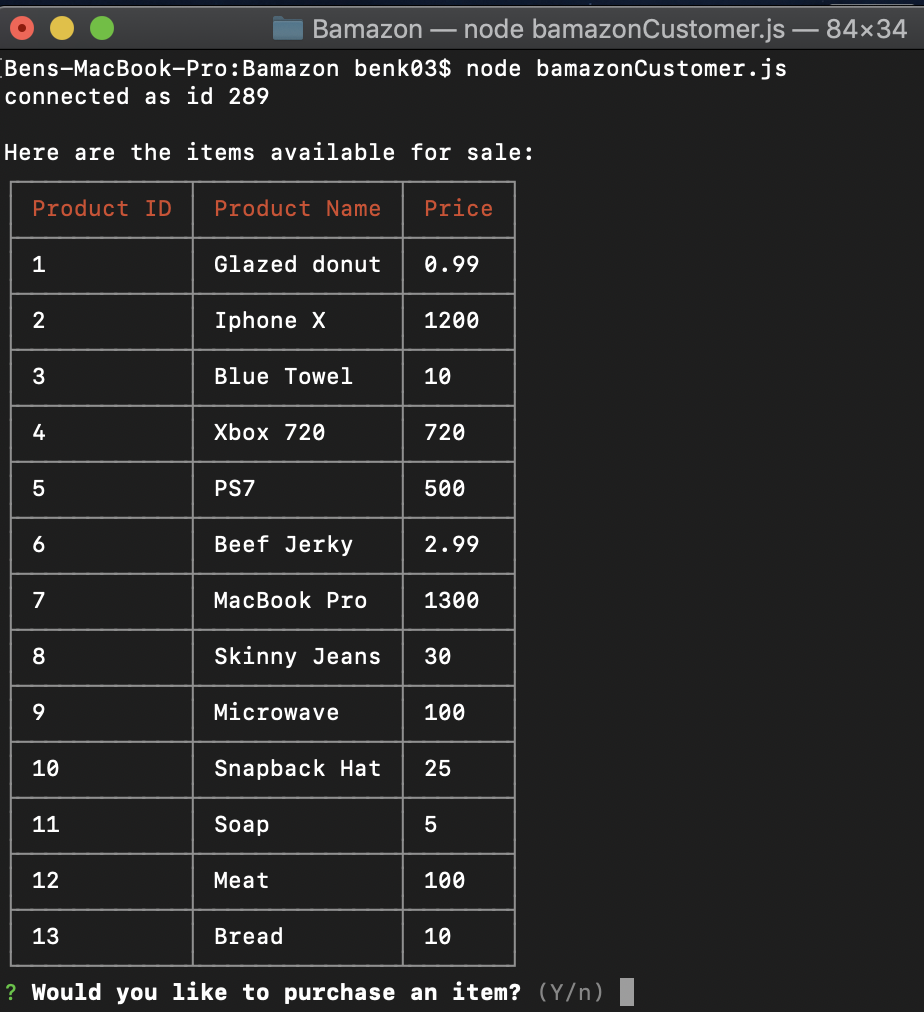 Bamazon — node bamazonCustomer.js — 84×34
Bens-MacBook-Pro:Bamazon benk03$ node bamazonCustomer.js
connected as id 289
Here are the items available for sale:
Product ID Product Name Price
1 Glazed donut 0.99
2 Iphone X 1200
3 Blue Towel 10
4 Xbox 720 720
5 PS7 500
6 Beef Jerky 2.99
7 MacBook Pro 1300
8 Skinny Jeans 30
9 Microwave 100
10 Snapback Hat 25
11 Soap 5
12 Meat 100
13 Bread 10
? Would you like to purchase an item? (Y/n)